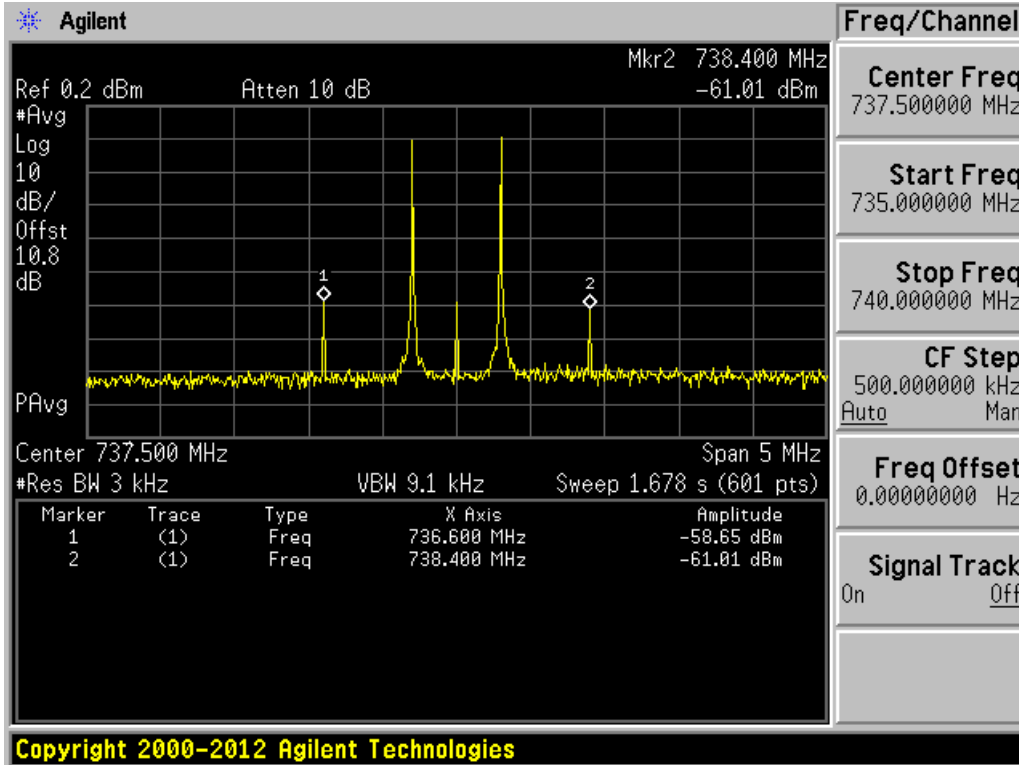 Agilent
Freq/Channel
Mkr2 738.400 MHz
Ref 0.2 dBm Atten 10 dB -61.01 dBm
#Avg
Log
10
dB/
Offst
10.8
dB
1
2
PAvg
Center 737.500 MHz Span 5 MHz
#Res BW 3 kHz VBW 9.1 kHz Sweep 1.678 s (601 pts)
Marker Trace Type X Axis Amplitude
1 (1) Freq 736.600 MHz -58.65 dBm
2 (1) Freq 738.400 MHz -61.01 dBm
Center Freq
737.500000 MHz
Start Freq
735.000000 MHz
Stop Freq
740.000000 MHz
CF Step
500.000000 kHz
Auto Man
Freq Offset
0.00000000 Hz
Signal Track
On Off
Copyright 2000-2012 Agilent Technologies